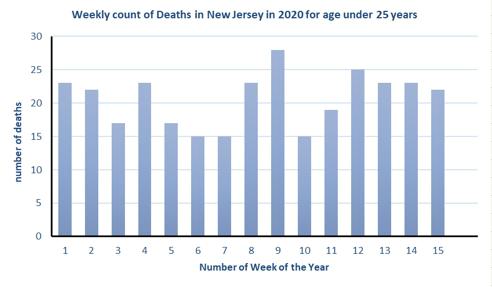 Weekly count of Deaths in New Jersey in 2020 for age under 25 years
30
25
20
15
10
5
0
number of deaths
1 2 3 4 5 6 7 8 9 10 11 12 13 14 15
Number of Week of the Year